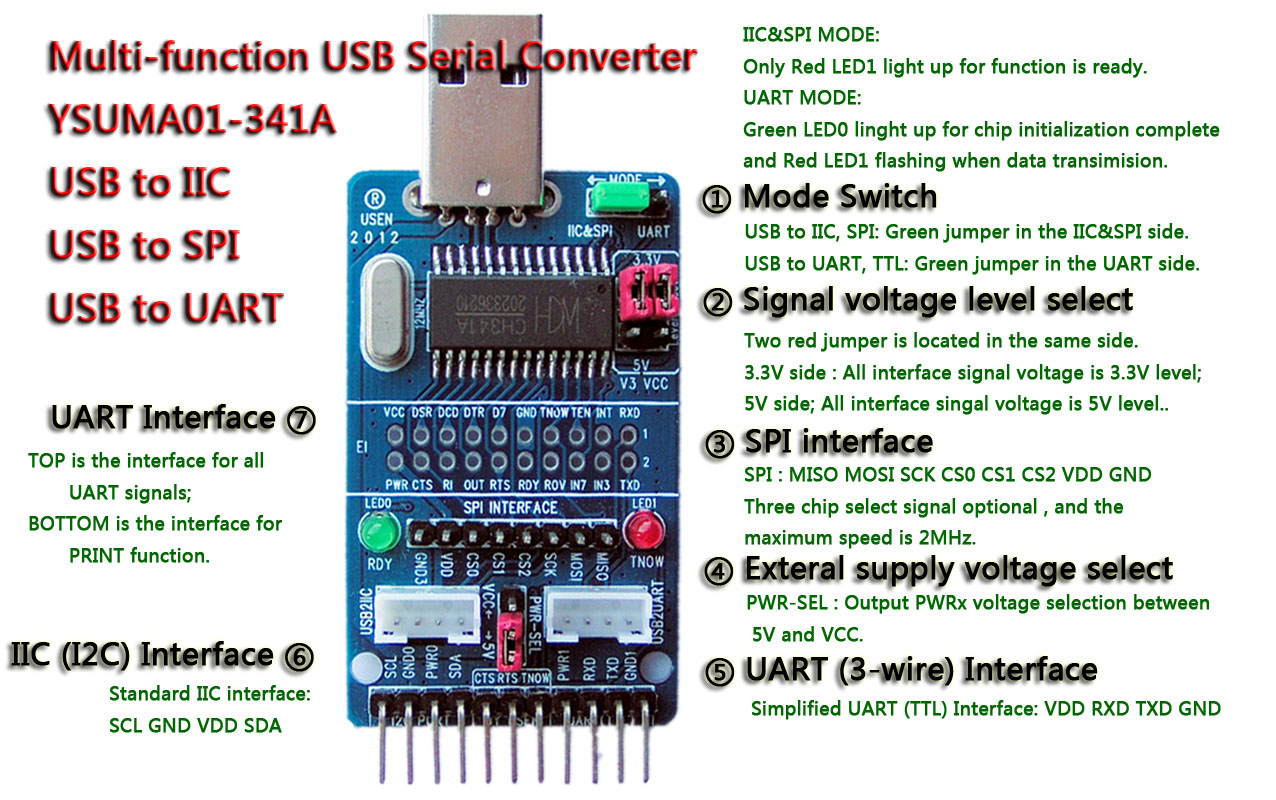 Multi-function USB Serial Converter
YSUMA01-341A
USB to IIC
USB to SPI
USB to UART
IIC&SPI MODE:
Only Red LED1 light up for function is ready.
UART MODE:
Green LED0 linght up for chip initialization complete
and Red LED1 flashing when data transimision.
① Mode Switch
USB to IIC, SPI: Green jumper in the IIC&SPI side.
USB to UART, TTL: Green jumper in the UART side.
② Signal voltage level select
Two red jumper is located in the same side.
3.3V side : All interface signal voltage is 3.3V level;
5V side; All interface singal voltage is 5V level..
③ SPI interface
SPI : MISO MOSI SCK CS0 CS1 CS2 VDD GND
Three chip select signal optional , and the
maximum speed is 2MHz.
④ Exteral supply voltage select
PWR-SEL : Output PWRx voltage selection between
5V and VCC.
⑤ UART (3-wire) Interface
Simplified UART (TTL) Interface: VDD RXD TXD GND
UART Interface ⑦
TOP is the interface for all
UART signals;
BOTTOM is the interface for
PRINT function.
IIC (I2C) Interface ⑥
Standard IIC interface:
SCL GND VDD SDA
MODE
® USEN
2012
IIC&SPI UART
3.3V
12MHZ
WCH
202336210
CH341A
Level
5V
V3 VCC
VCC DSR DCD DTR D7 GND TNOW TEN INT RXD
EI
1
2
PWR CTS RI OUT RTS RDY ROV IN7 IN3 TXD
LED0 SPI INTERFACE LED1
RDY TNOW
GND3 VDD CS0 CS1 CS2 SCK MOSI MISO
USB2IIC
VCC← →5V
PWR-SEL
USB2UART
SCL GND0 PWR0 SDA
CTS RTS TNOW
PWR1 RXD TXD GND1